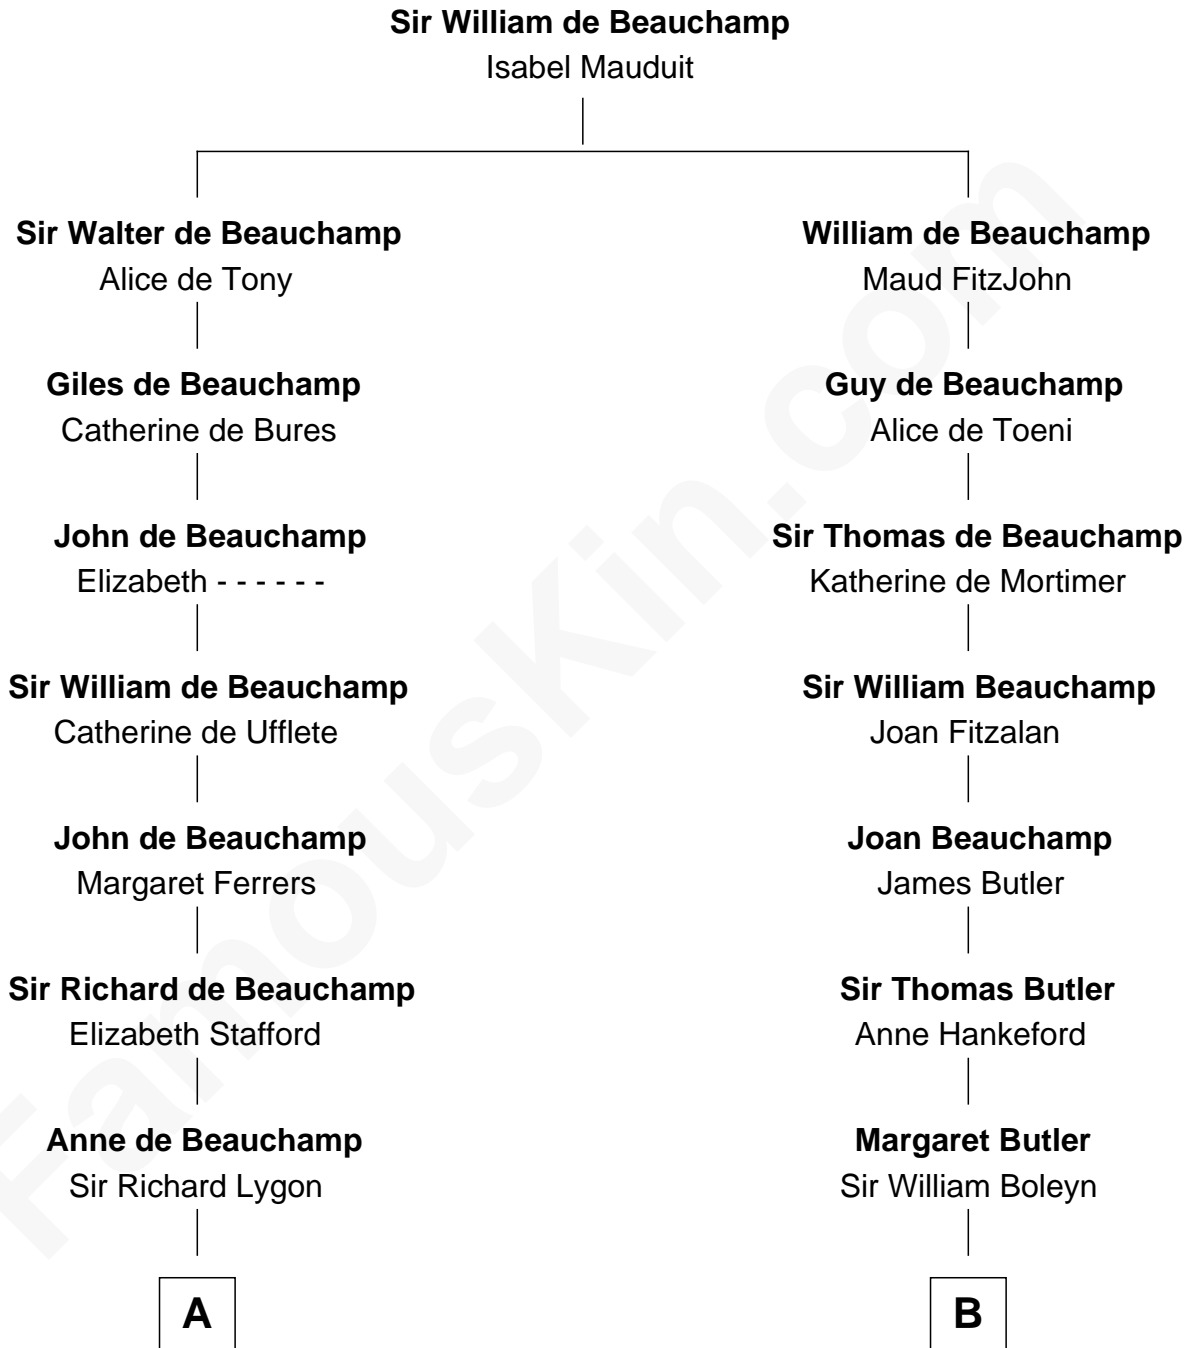 Sir William de Beauchamp
Isabel Mauduit
Sir Walter de Beauchamp
Alice de Tony
William de Beauchamp
Maud FitzJohn
Giles de Beauchamp
Catherine de Bures
Guy de Beauchamp
Alice de Toeni
John de Beauchamp
Elizabeth - - - - - -
Sir Thomas de Beauchamp
Katherine de Mortimer
Sir William de Beauchamp
Catherine de Ufflete
Sir William Beauchamp
Joan Fitzalan
John de Beauchamp
Margaret Ferrers
Joan Beauchamp
James Butler
Sir Richard de Beauchamp
Elizabeth Stafford
Sir Thomas Butler
Anne Hankeford
Anne de Beauchamp
Sir Richard Lygon
Margaret Butler
Sir William Boleyn
A
B
FamousKin.com